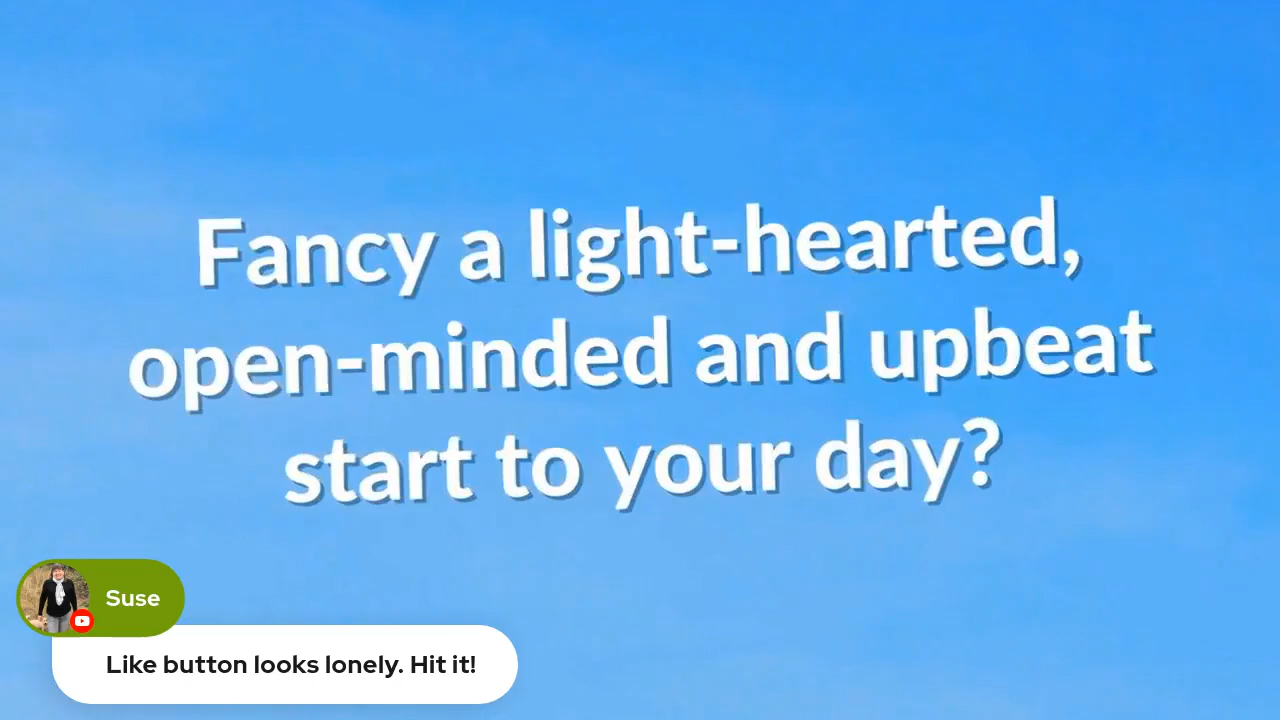 Fancy a light-hearted,
open-minded and upbeat
start to your day?
Suse
Like button looks lonely. Hit it!